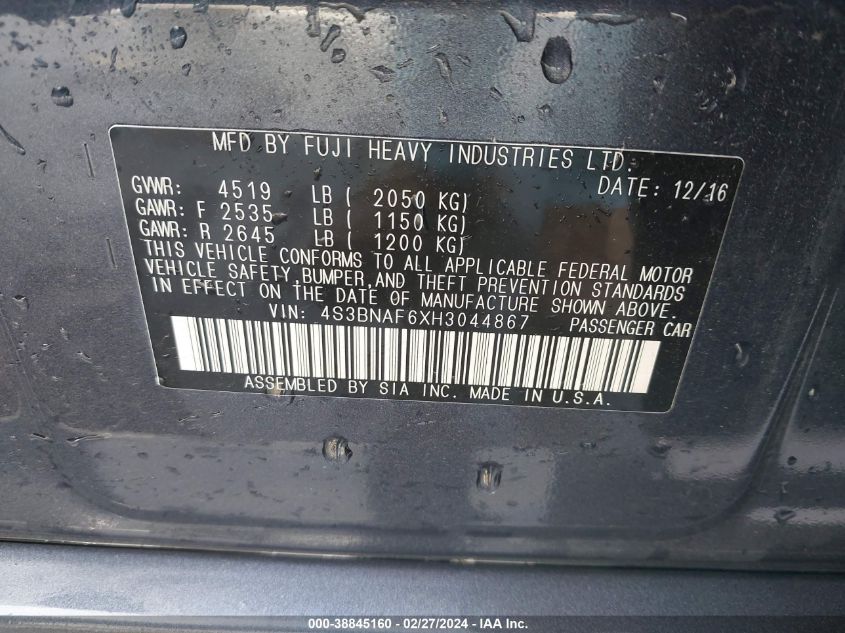 MFD BY FUJI HEAVY INDUSTRIES LTD.
DATE: 12/16
GVWR: 4519 LB ( 2050 KG)
GAWR: F 2535 LB ( 1150 KG)
GAWR: R 2645 LB ( 1200 KG)
THIS VEHICLE CONFORMS TO ALL APPLICABLE FEDERAL MOTOR
VEHICLE SAFETY,BUMPER,AND THEFT PREVENTION STANDARDS
IN EFFECT ON THE DATE OF MANUFACTURE SHOWN ABOVE.
VIN: 4S3BNAF6XH3044867 PASSENGER CAR
ASSEMBLED BY SIA INC. MADE IN U.S.A.
000-38845160 - 02/27/2024 - IAA Inc.